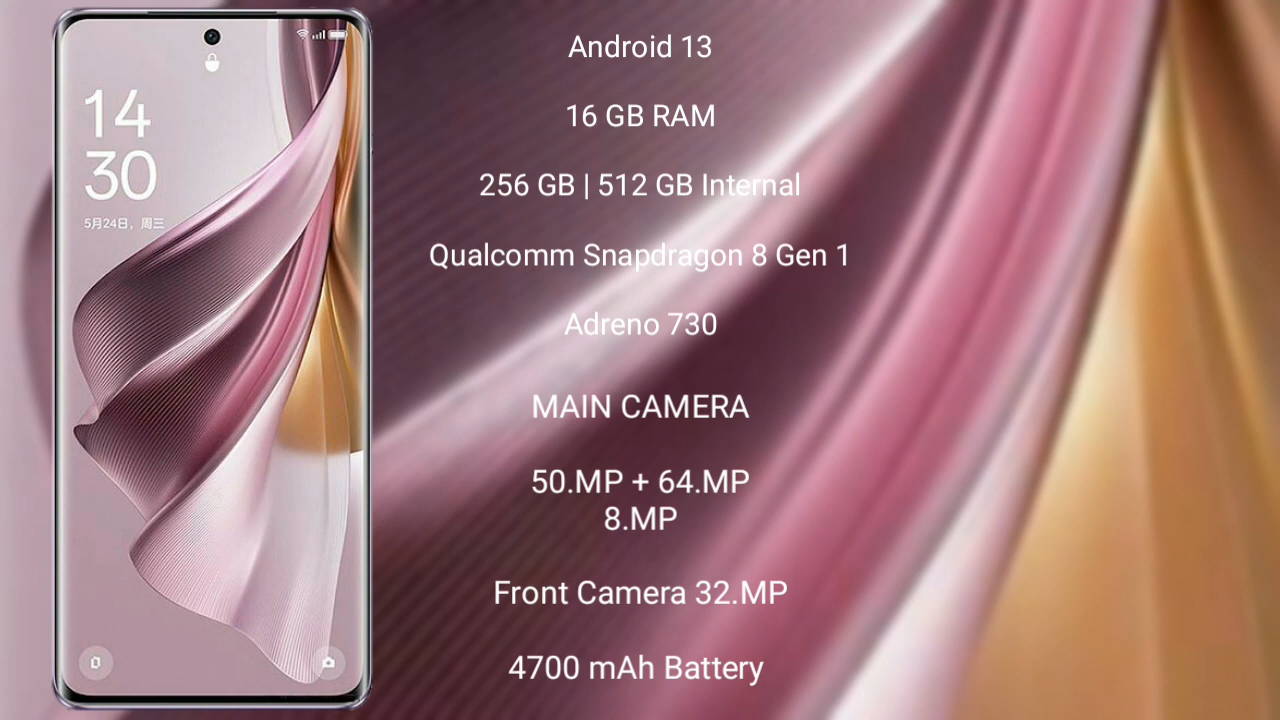 14
30
5月24日，周三
Android 13
16 GB RAM
256 GB | 512 GB Internal
Qualcomm Snapdragon 8 Gen 1
Adreno 730
MAIN CAMERA
50.MP + 64.MP
8.MP
Front Camera 32.MP
4700 mAh Battery